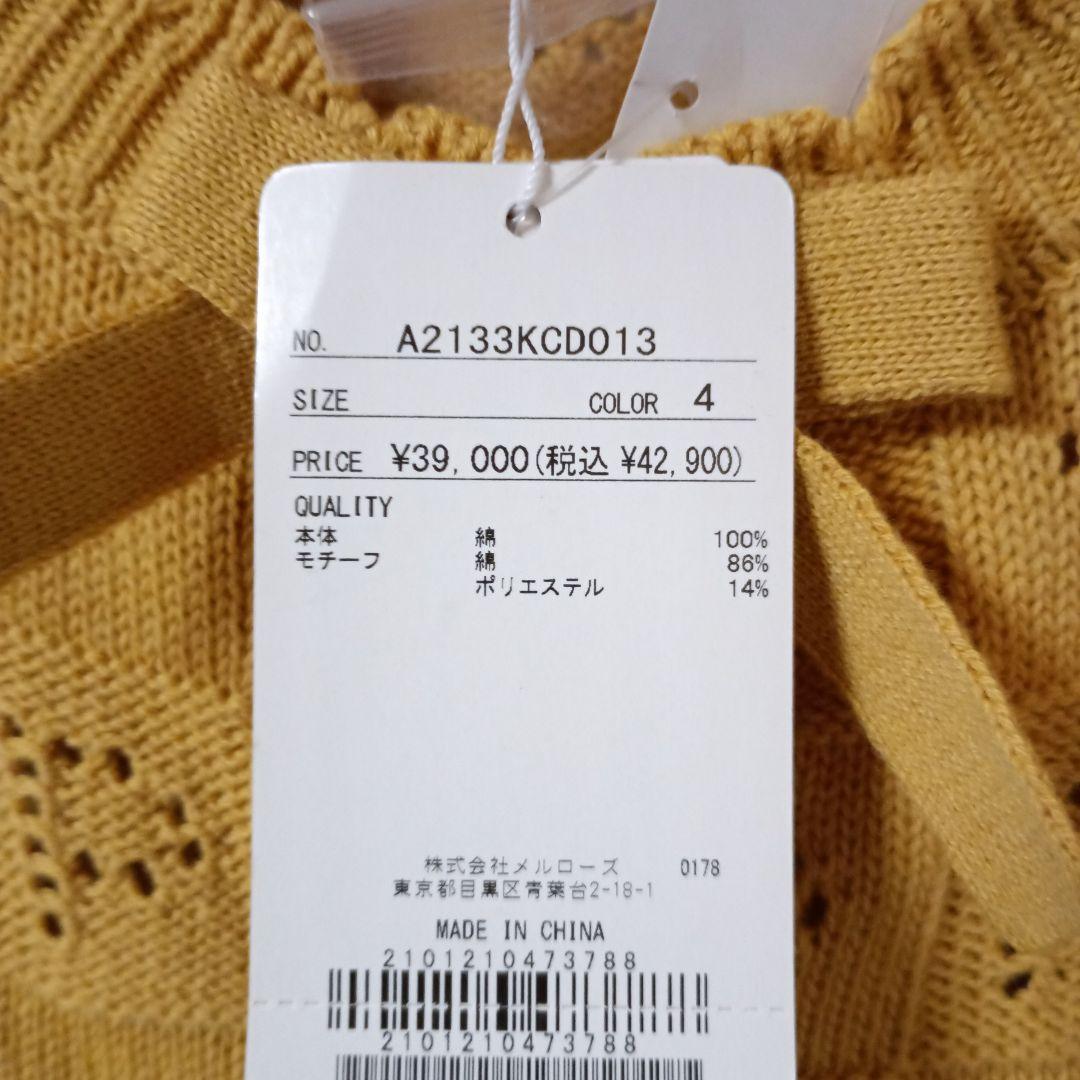 NO. A2133KCD013
SIZE COLOR 4
PRICE ¥39,000(税込 ¥42,900)
QUALITY
本体 綿 100%
モチーフ 綿 86%
ポリエステル 14%
株式会社メルローズ 0178
東京都目黒区青葉台2-18-1
MADE IN CHINA
2101210473788
2101210473788